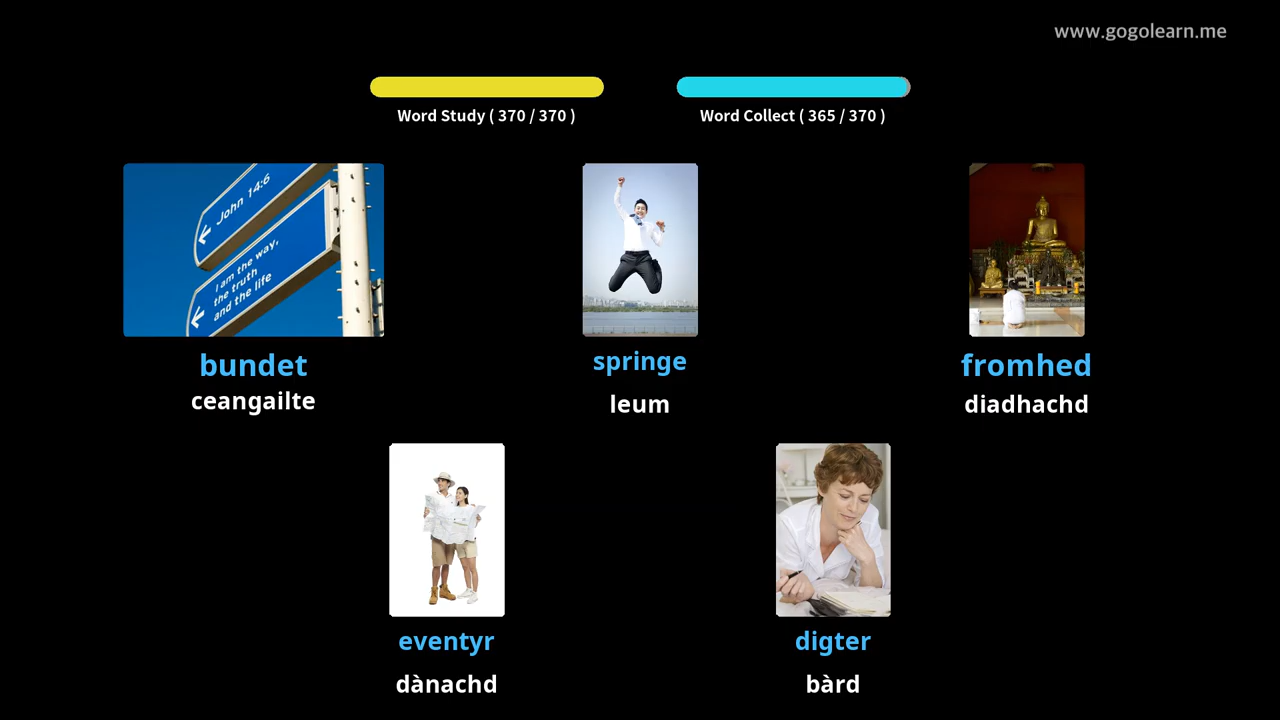 www.gogolearn.me
Word Study ( 370 / 370 )
Word Collect ( 365 / 370 )
John 14:6
I am the way,
the truth
and the life
bundet
ceangailte
springe
leum
fromhed
diadhachd
eventyr
dànachd
digter
bàrd